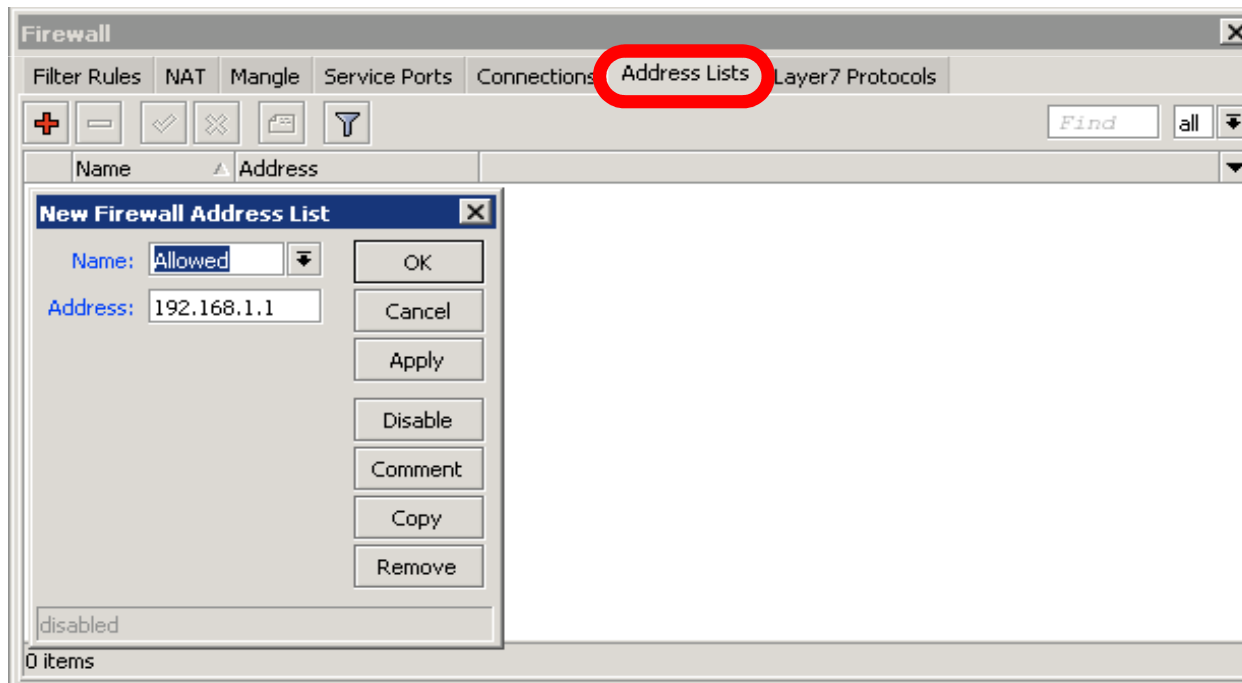 Firewall
Filter Rules NAT Mangle Service Ports Connections Address Lists Layer7 Protocols
Find all
Name Address
New Firewall Address List
Name: Allowed OK
Address: 192.168.1.1 Cancel
Apply
Disable
Comment
Copy
Remove
disabled
0 items